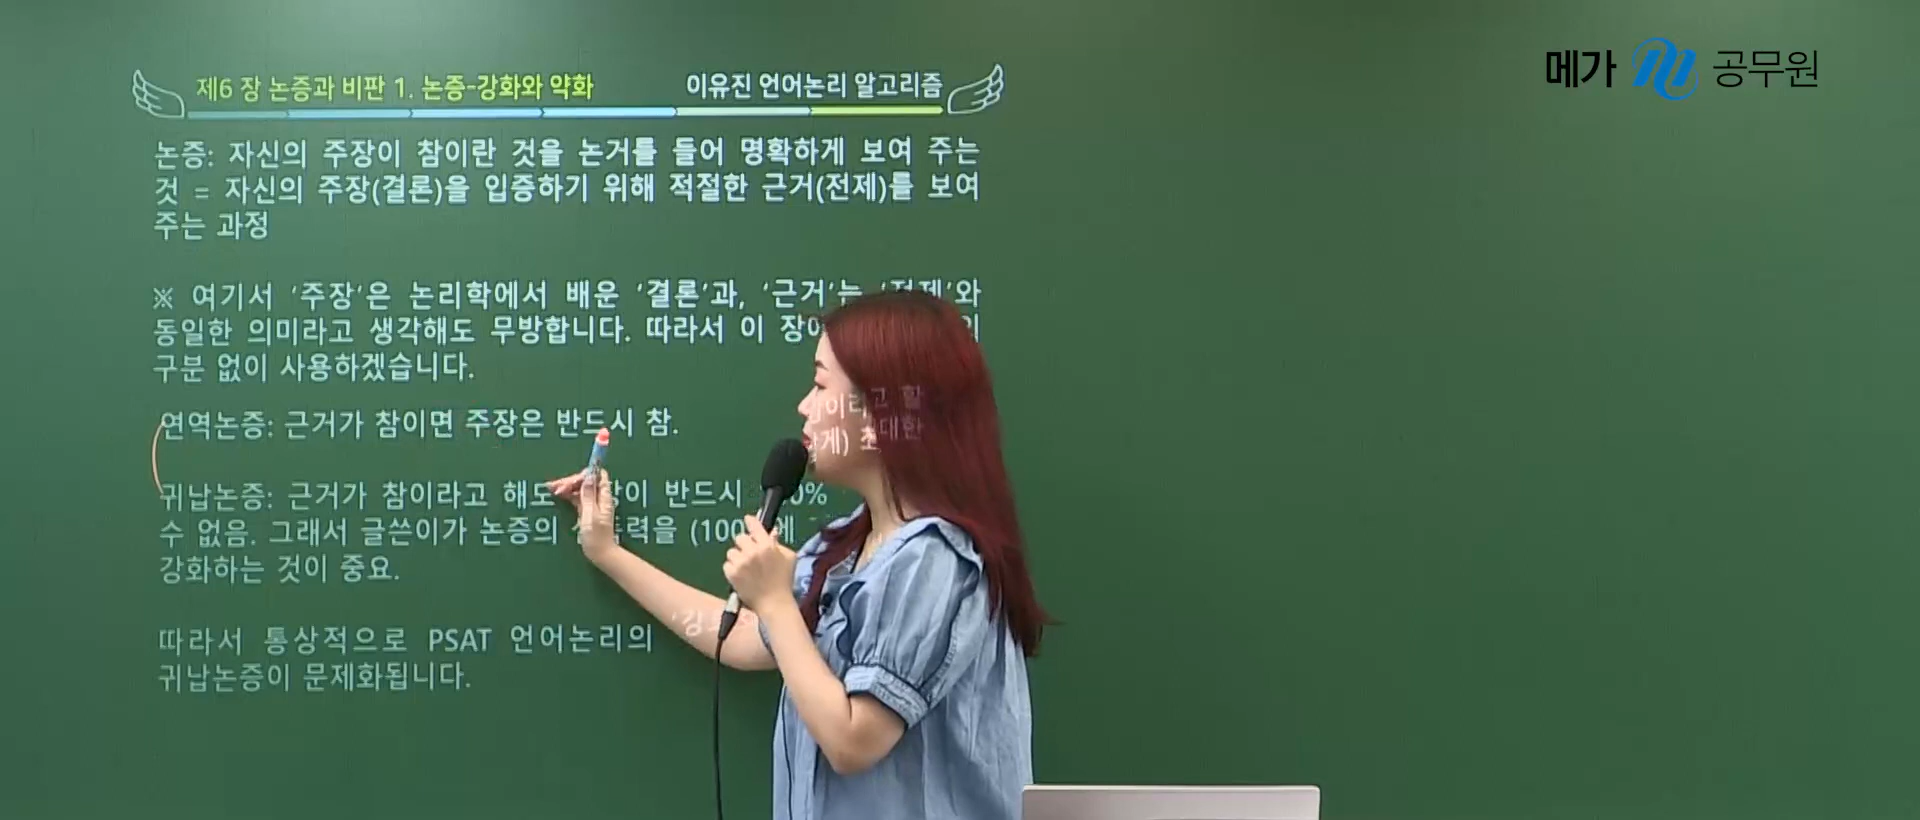 메가 공무원
제6 장 논증과 비판 1. 논증-강화와 약화 이유진 언어논리 알고리즘
논증: 자신의 주장이 참이란 것을 논거를 들어 명확하게 보여 주는
것 = 자신의 주장(결론)을 입증하기 위해 적절한 근거(전제)를 보여
주는 과정
※ 여기서 '주장'은 논리학에서 배운 '결론'과, '근거'는 '전제'와
동일한 의미라고 생각해도 무방합니다. 따라서 이
구분 없이 사용하겠습니다.
연역논증: 근거가 참이면 주장은 반드시 참.
귀납논증: 근거가 참이라고 해도 반드시 할
수 없음. 그래서 글쓴이가 논증의 (100%에
강화하는 것이 중요.
따라서 통상적으로 PSAT 언어논리의
귀납논증이 문제화됩니다.